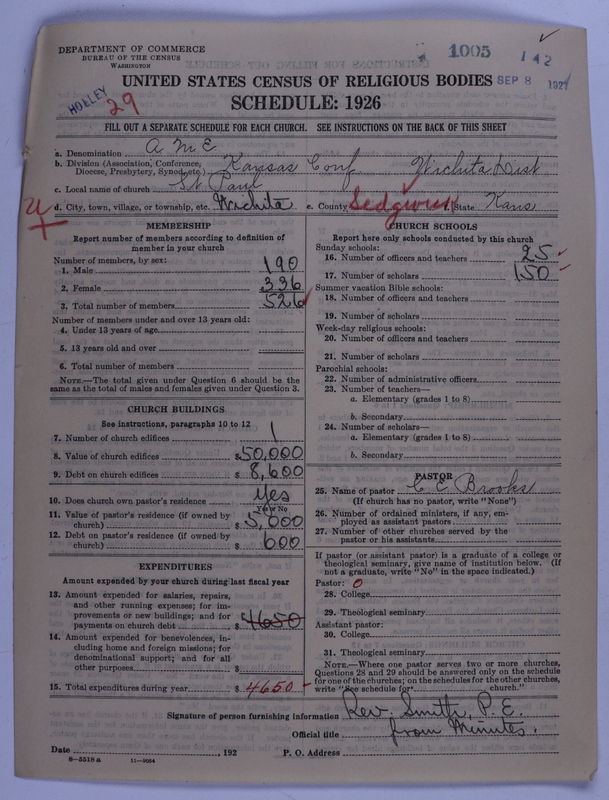 1005 142
DEPARTMENT OF COMMERCE
BUREAU OF THE CENSUS
WASHINGTON
UNITED STATES CENSUS OF RELIGIOUS BODIES SEP 8 1927
HOLLEY 29
SCHEDULE: 1926
FILL OUT A SEPARATE SCHEDULE FOR EACH CHURCH. SEE INSTRUCTIONS ON THE BACK OF THIS SHEET
a. Denomination A M E
b. Division (Association, Conference, Diocese, Presbytery, Synod, etc.) Kansas Conf Wichita Dist
c. Local name of church St Paul
d. City, town, village, or township, etc. Wichita e. County Sedgwick f. State Kans
U
MEMBERSHIP
Report number of members according to definition of
member in your church
Number of members, by sex:
1. Male 190
2. Female 336
3. Total number of members 526
Number of members under and over 13 years old:
4. Under 13 years of age
5. 13 years old and over
6. Total number of members
NOTE.—The total given under Question 6 should be the
same as the total of males and females given under Question 3.
CHURCH BUILDINGS
See instructions, paragraphs 10 to 12
7. Number of church edifices 1
8. Value of church edifices $50,000
9. Debt on church edifices $ 8,600
10. Does church own pastor's residence yes
Yes or No
11. Value of pastor's residence (if owned by
church) $ 5,000
12. Debt on pastor's residence (if owned by
church) $ 600
EXPENDITURES
Amount expended by your church during last fiscal year
13. Amount expended for salaries, repairs,
and other running expenses; for im-
provements or new building; and for
payments on church debt $ 4650
14. Amount expended for benevolences, in-
cluding home and foreign missions; for
denominational support; and for all
other purposes $
15. Total expenditures during year $ 4650
CHURCH SCHOOLS
Report here only schools conducted by this church
Sunday schools:
16. Number of officers and teachers 25
17. Number of scholars 150
Summer vacation Bible schools:
18. Number of officers and teachers
19. Number of scholars
Week-day religious schools:
20. Number of officers and teachers
21. Number of scholars
Parochial schools:
22. Number of administrative officers
23. Number of teachers—
a. Elementary (grades 1 to 8)
b. Secondary
24. Number of scholars—
a. Elementary (grades 1 to 8)
b. Secondary
PASTOR
25. Name of pastor C C Brooks
(If church has no pastor, write "None")
26. Number of ordained ministers, if any, em-
ployed as assistant pastors
27. Number of other churches served by the
pastor or his assistants
If pastor (or assistant pastor) is a graduate of a college or
theological seminary, give name of institution below. (If
not a graduate, write "No" in the space indicated.)
Pastor: 0
28. College
29. Theological seminary
Assistant pastor:
30. College
31. Theological seminary
NOTE.—Where one pastor serves two or more churches,
Questions 28 and 29 should be answered only on the schedule
for one of the churches; on the schedules for the other churches,
write "See schedule for church."
Signature of person furnishing information Rev. Smith, P.E.
Official title from Minutes.
Date , 192 P. O. Address
8—5518 a 11—9084